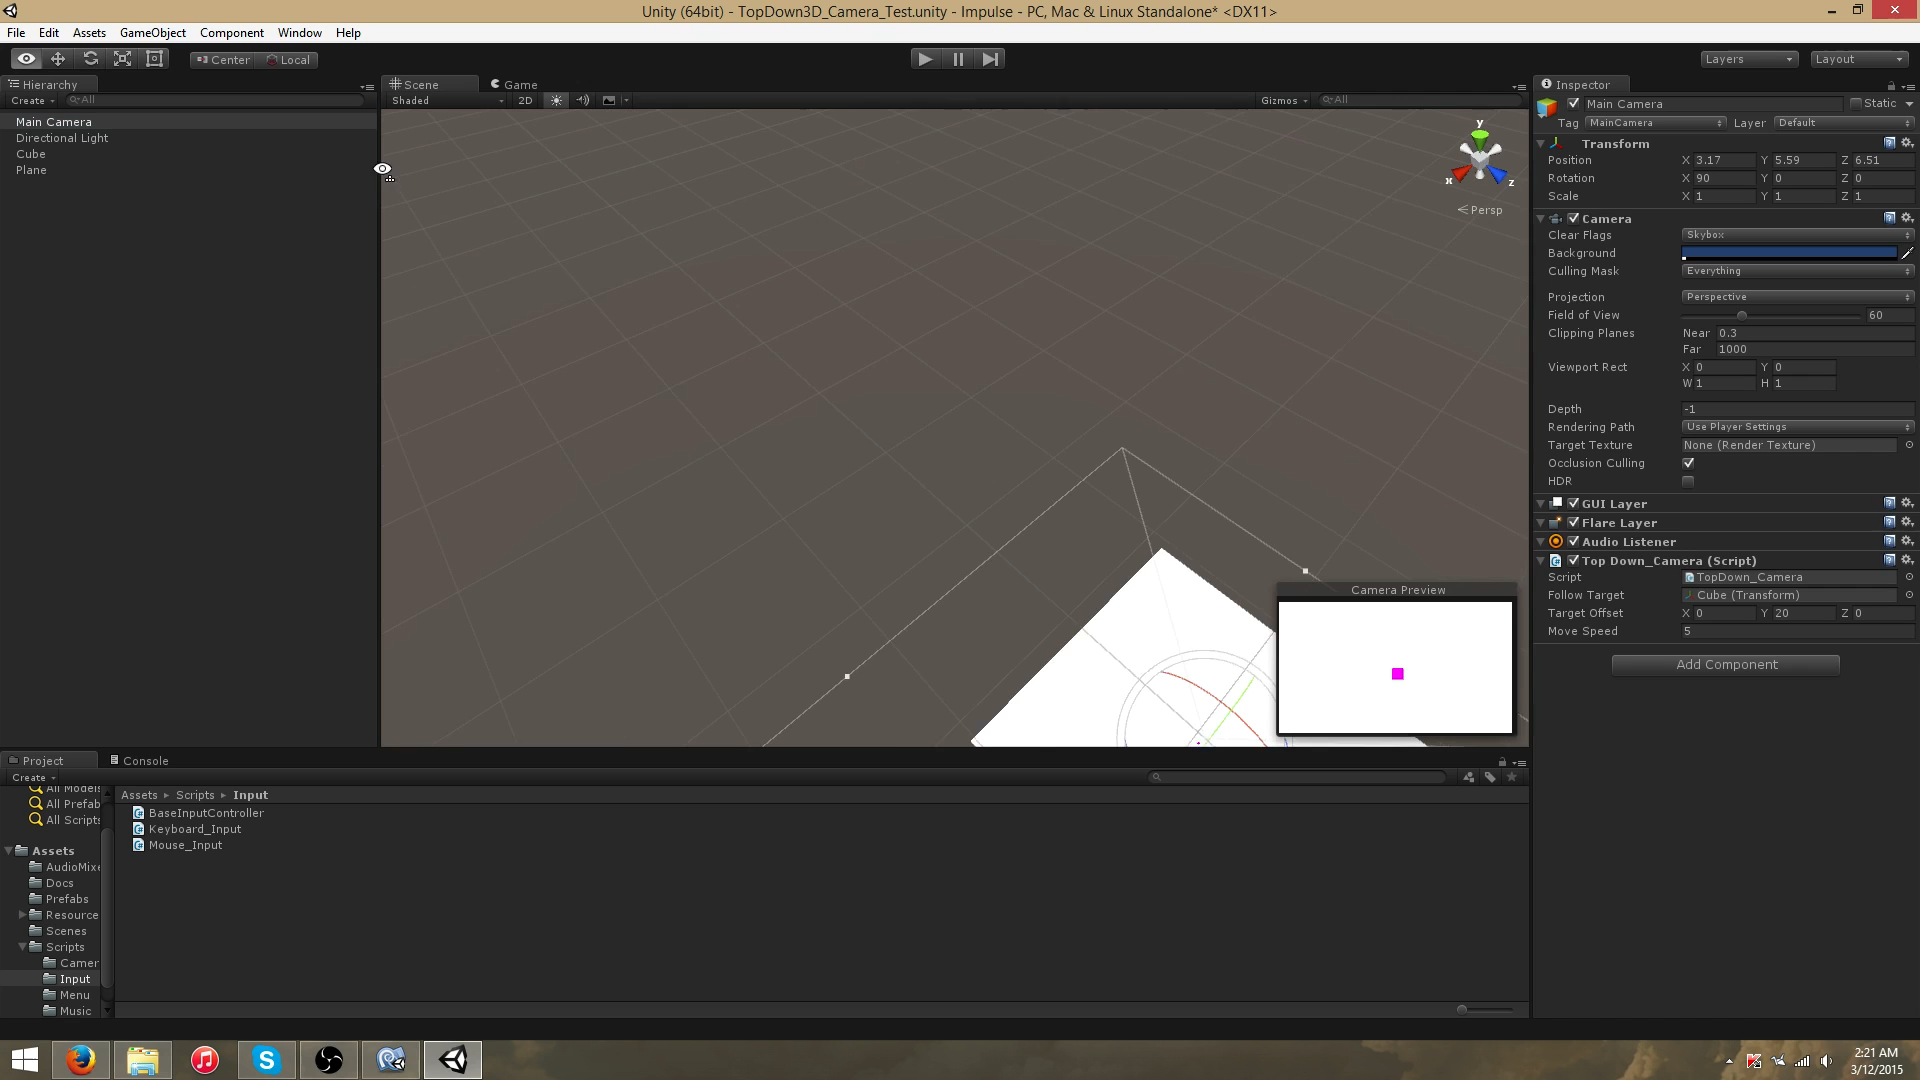 Unity (64bit) - TopDown3D_Camera_Test.unity - Impulse - PC, Mac & Linux Standalone* <DX11>
File Edit Assets GameObject Component Window Help
Center Local Layers Layout
Hierarchy
Create All
Main Camera
Directional Light
Cube
Plane
Scene Game
Shaded 2D Gizmos All
y
x z
Persp
Camera Preview
Inspector
Main Camera Static
Tag MainCamera Layer Default
Transform
Position X 3.17 Y 5.59 Z 6.51
Rotation X 90 Y 0 Z 0
Scale X 1 Y 1 Z 1
Camera
Clear Flags Skybox
Background
Culling Mask Everything
Projection Perspective
Field of View 60
Clipping Planes Near 0.3
Far 1000
Viewport Rect X 0 Y 0
W 1 H 1
Depth -1
Rendering Path Use Player Settings
Target Texture None (Render Texture)
Occlusion Culling
HDR
GUI Layer
Flare Layer
Audio Listener
Top Down_Camera (Script)
Script TopDown_Camera
Follow Target Cube (Transform)
Target Offset X 0 Y 20 Z 0
Move Speed 5
Add Component
Project Console
Create
All Models
All Prefab
All Scripts
Assets
AudioMixe
Docs
Prefabs
Resource
Scenes
Scripts
Camer
Input
Menu
Music
Assets Scripts Input
BaseInputController
Keyboard_Input
Mouse_Input
2:21 AM
3/12/2015